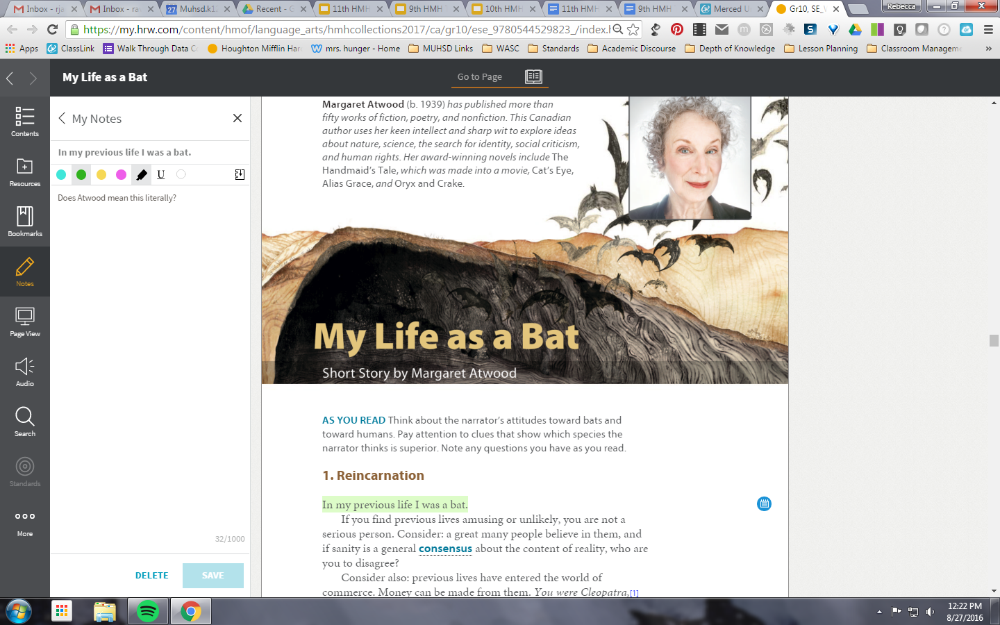 Inbox - rja
Inbox - ra
27 Muhsd.k12
Recent - G
11th HMH
9th HMH
10th HMH
11th HMH
9th HMH
Merced U
Gr10, SE_
Rebecca
https://my.hrw.com/content/hmof/language_arts/hmhcollections2017/ca/gr10/ese_9780544529823_/index.h
Apps
ClassLink
Walk Through Data C
Houghton Mifflin Har
mrs. hunger - Home
MUHSD Links
WASC
Standards
Academic Discourse
Depth of Knowledge
Lesson Planning
Classroom Manageme
»
My Life as a Bat
Go to Page
Contents
Resources
Bookmarks
Notes
Page View
Audio
Search
Standards
More
My Notes
In my previous life I was a bat.
U
Does Atwood mean this literally?
32/1000
DELETE
SAVE
Margaret Atwood (b. 1939) has published more than
fifty works of fiction, poetry, and nonfiction. This Canadian
author uses her keen intellect and sharp wit to explore ideas
about nature, science, the search for identity, social criticism,
and human rights. Her award-winning novels include The
Handmaid's Tale, which was made into a movie, Cat's Eye,
Alias Grace, and Oryx and Crake.
My Life as a Bat
Short Story by Margaret Atwood
AS YOU READ Think about the narrator's attitudes toward bats and
toward humans. Pay attention to clues that show which species the
narrator thinks is superior. Note any questions you have as you read.
1. Reincarnation
In my previous life I was a bat.
If you find previous lives amusing or unlikely, you are not a
serious person. Consider: a great many people believe in them, and
if sanity is a general consensus about the content of reality, who are
you to disagree?
Consider also: previous lives have entered the world of
commerce. Money can be made from them. You were Cleopatra,[1]
12:22 PM
8/27/2016